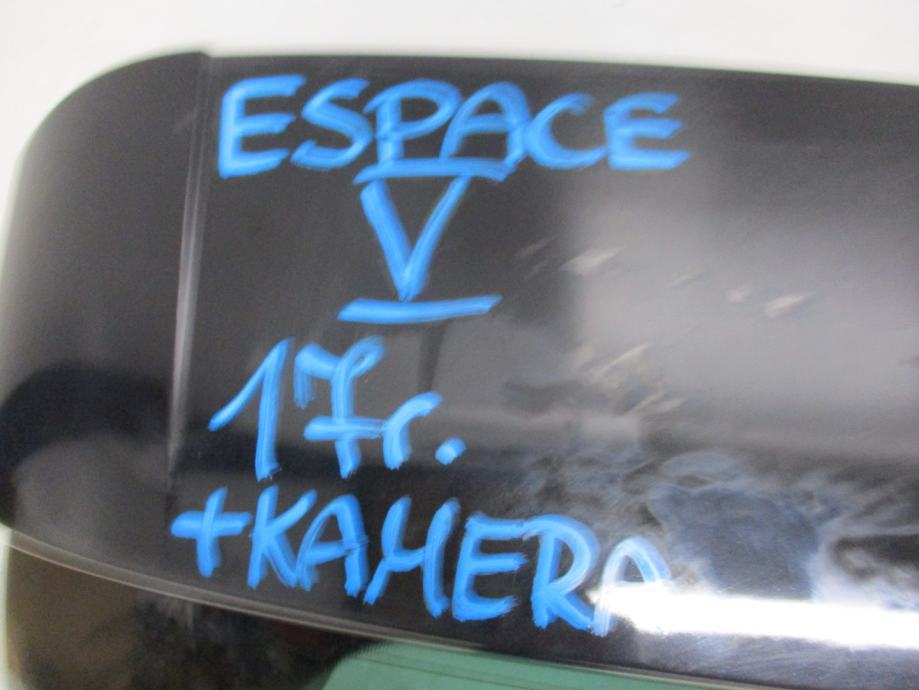 ESPACE
V
17r.
+KAMERA